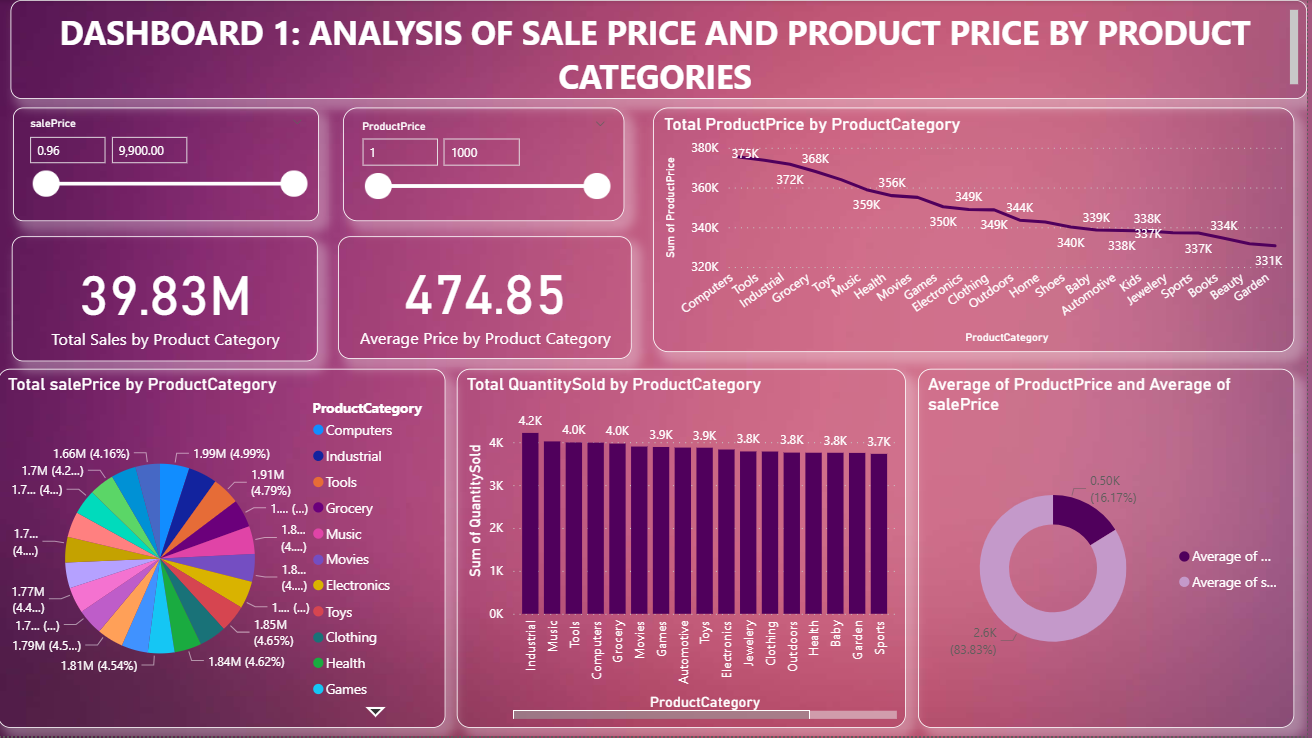 DASHBOARD 1: ANALYSIS OF SALE PRICE AND PRODUCT PRICE BY PRODUCT
CATEGORIES
salePrice
0.96 9,900.00
ProductPrice
1 1000
39.83M
Total Sales by Product Category
474.85
Average Price by Product Category
Total ProductPrice by ProductCategory
Sum of ProductPrice
380K
360K
340K
320K
375K
372K
368K
359K
356K
350K
349K
349K
344K
340K
339K
338K
338K
337K
337K
334K
331K
Computers
Tools
Industrial
Grocery
Toys
Music
Health
Movies
Games
Electronics
Clothing
Outdoors
Home
Shoes
Baby
Automotive
Kids
Jewelery
Sports
Books
Beauty
Garden
ProductCategory
Total salePrice by ProductCategory
1.99M (4.99%)
1.91M
(4.79%)
1.... (...)
1.8...
(4....)
1.8...
(4....)
1.... (...)
1.85M
(4.65%)
1.84M (4.62%)
1.81M (4.54%)
1.79M (4.5...)
1.7... (...)
1.77M
(4.4...)
1.7...
(4....)
1.7... (4...)
1.7M (4.2...)
1.66M (4.16%)
ProductCategory
Computers
Industrial
Tools
Grocery
Music
Movies
Electronics
Toys
Clothing
Health
Games
Total QuantitySold by ProductCategory
Sum of QuantitySold
4K
3K
2K
1K
0K
4.2K
4.0K
4.0K
3.9K
3.9K
3.8K
3.8K
3.8K
3.7K
Industrial
Music
Tools
Computers
Grocery
Movies
Games
Automotive
Toys
Electronics
Jewelery
Clothing
Outdoors
Health
Baby
Garden
Sports
ProductCategory
Average of ProductPrice and Average of
salePrice
0.50K
(16.17%)
2.6K
(83.83%)
Average of ...
Average of s...